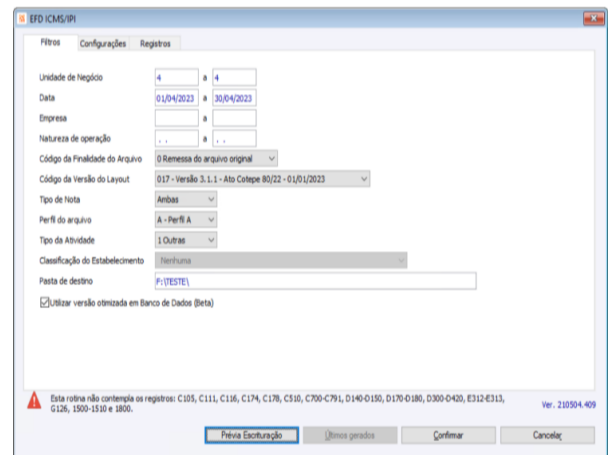 EFD ICMS/IPI
Filtros Configurações Registros
Unidade de Negócio 4 a 4
Data 01/04/2023 a 30/04/2023
Empresa a
Natureza de operação . . a . .
Código da Finalidade do Arquivo 0 Remessa do arquivo original
Código da Versão do Layout 017 - Versão 3.1.1 - Ato Cotepe 80/22 - 01/01/2023
Tipo de Nota Ambas
Perfil do arquivo A - Perfil A
Tipo da Atividade 1 Outras
Classificação do Estabelecimento Nenhuma
Pasta de destino F:\TESTE\
Utilizar versão otimizada em Banco de Dados (Beta)
Esta rotina não contempla os registros: C105, C111, C116, C174, C178, C510, C700-C791, D140-D150, D170-D180, D300-D420, E312-E313,
G126, 1500-1510 e 1800.
Ver. 210504.409
Prévia Escrituração Últimos gerados Confirmar Cancelar